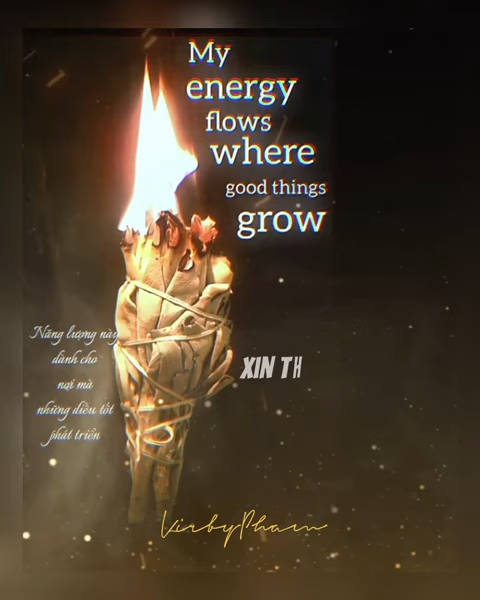 My
energy
flows
where
good things
grow
Năng lượng này
dành cho
nơi mà
những điều tốt
phát triển
XIN TH
VirbyPham